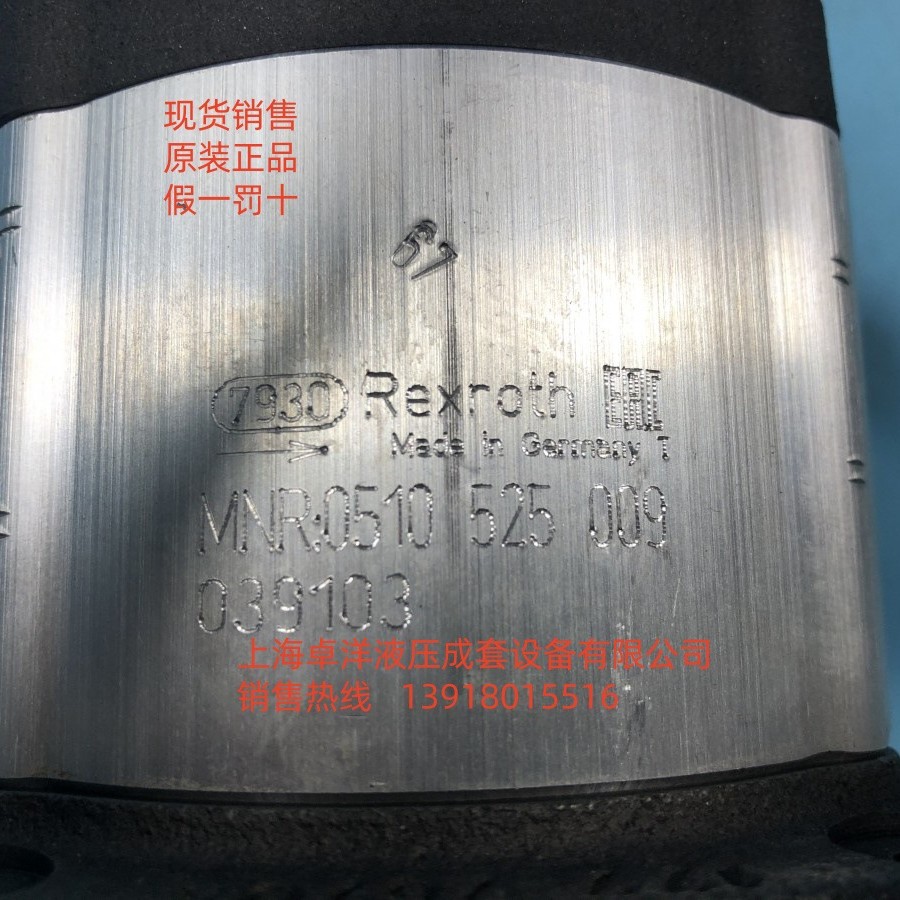 现货销售
原装正品
假一罚十
61
7930 Rexroth EAC
Made in Germany T
MNR:0510 525 009
039103
上海卓洋液压成套设备有限公司
销售热线 13918015516